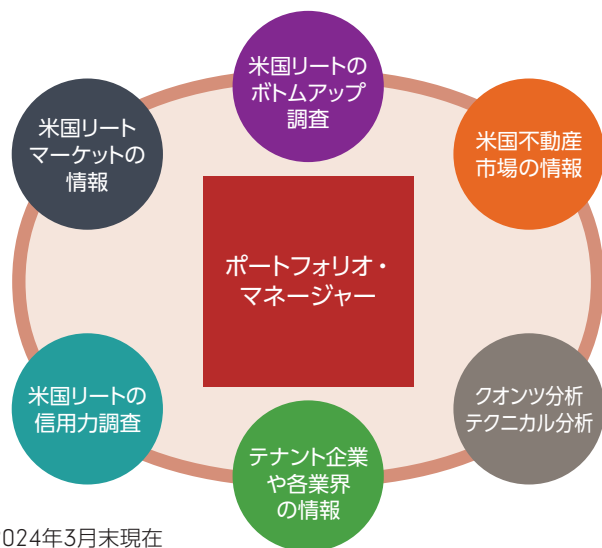 米国リートの
ボトムアップ
調査
米国リート
マーケットの
情報
米国不動産
市場の情報
ポートフォリオ・
マネージャー
米国リートの
信用力調査
クオンツ分析
テクニカル分析
テナント企業
や各業界
の情報
024年3月末現在